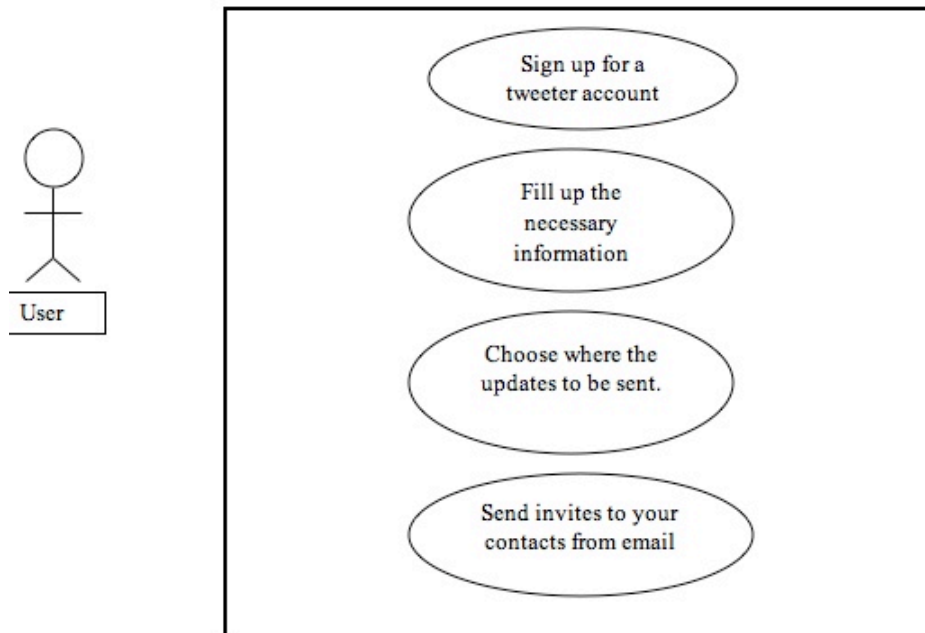 Sign up for a
tweeter account
Fill up the
necessary
information
User
Choose where the
updates to be sent.
Send invites to your
contacts from email